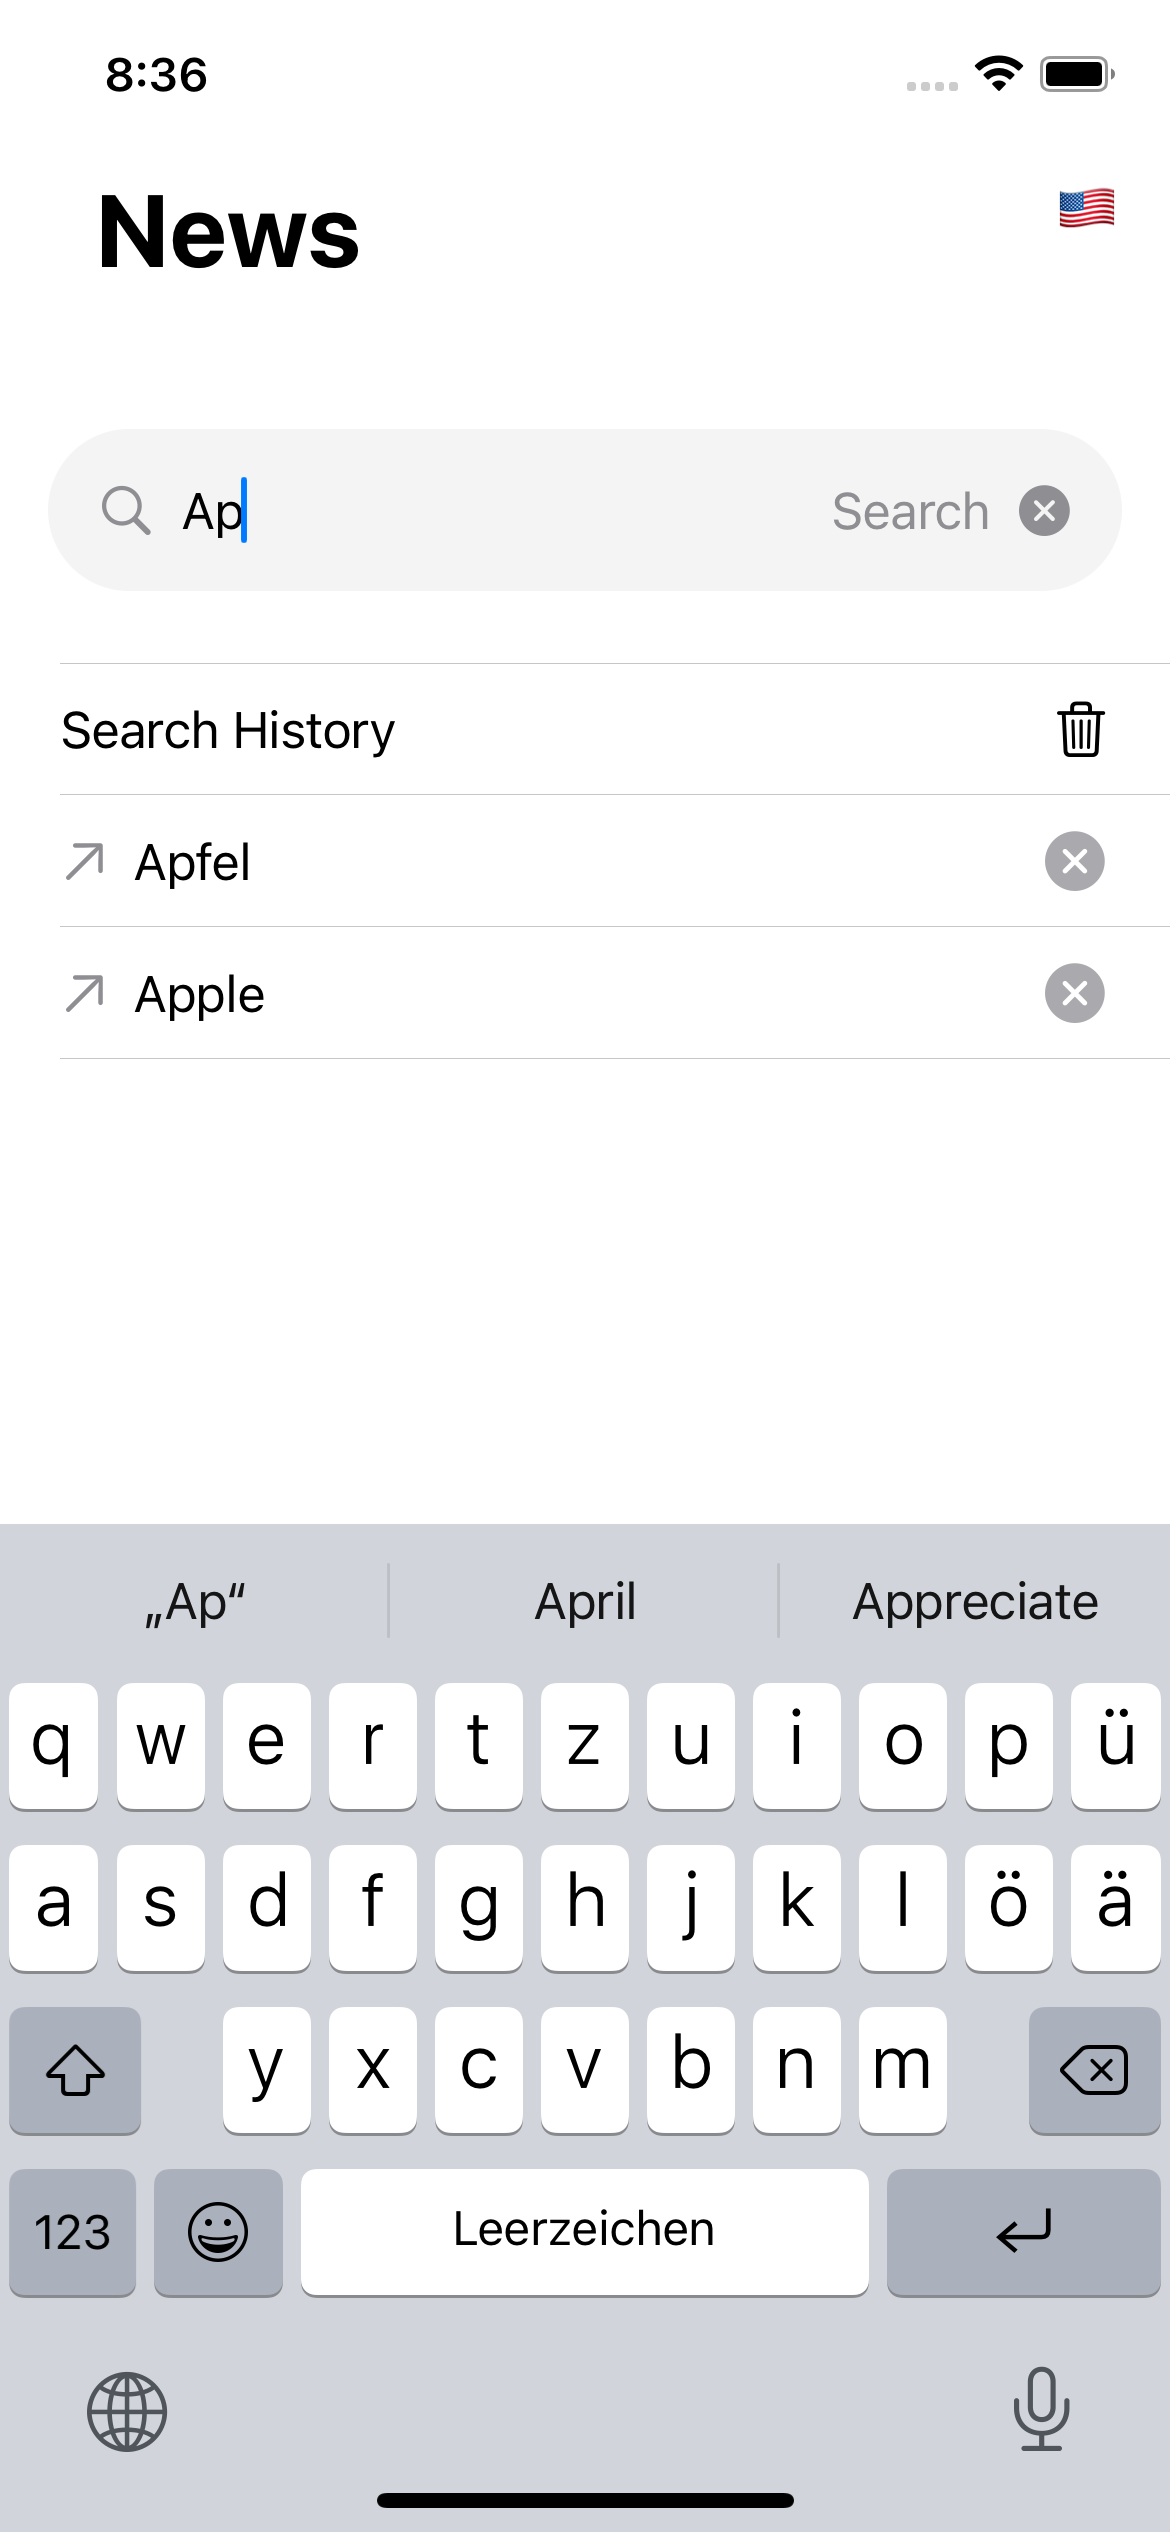 8:36
News
Ap
Search
Search History
Apfel
Apple
„Ap“ April Appreciate
q w e r t z u i o p ü
a s d f g h j k l ö ä
y x c v b n m
123 Leerzeichen